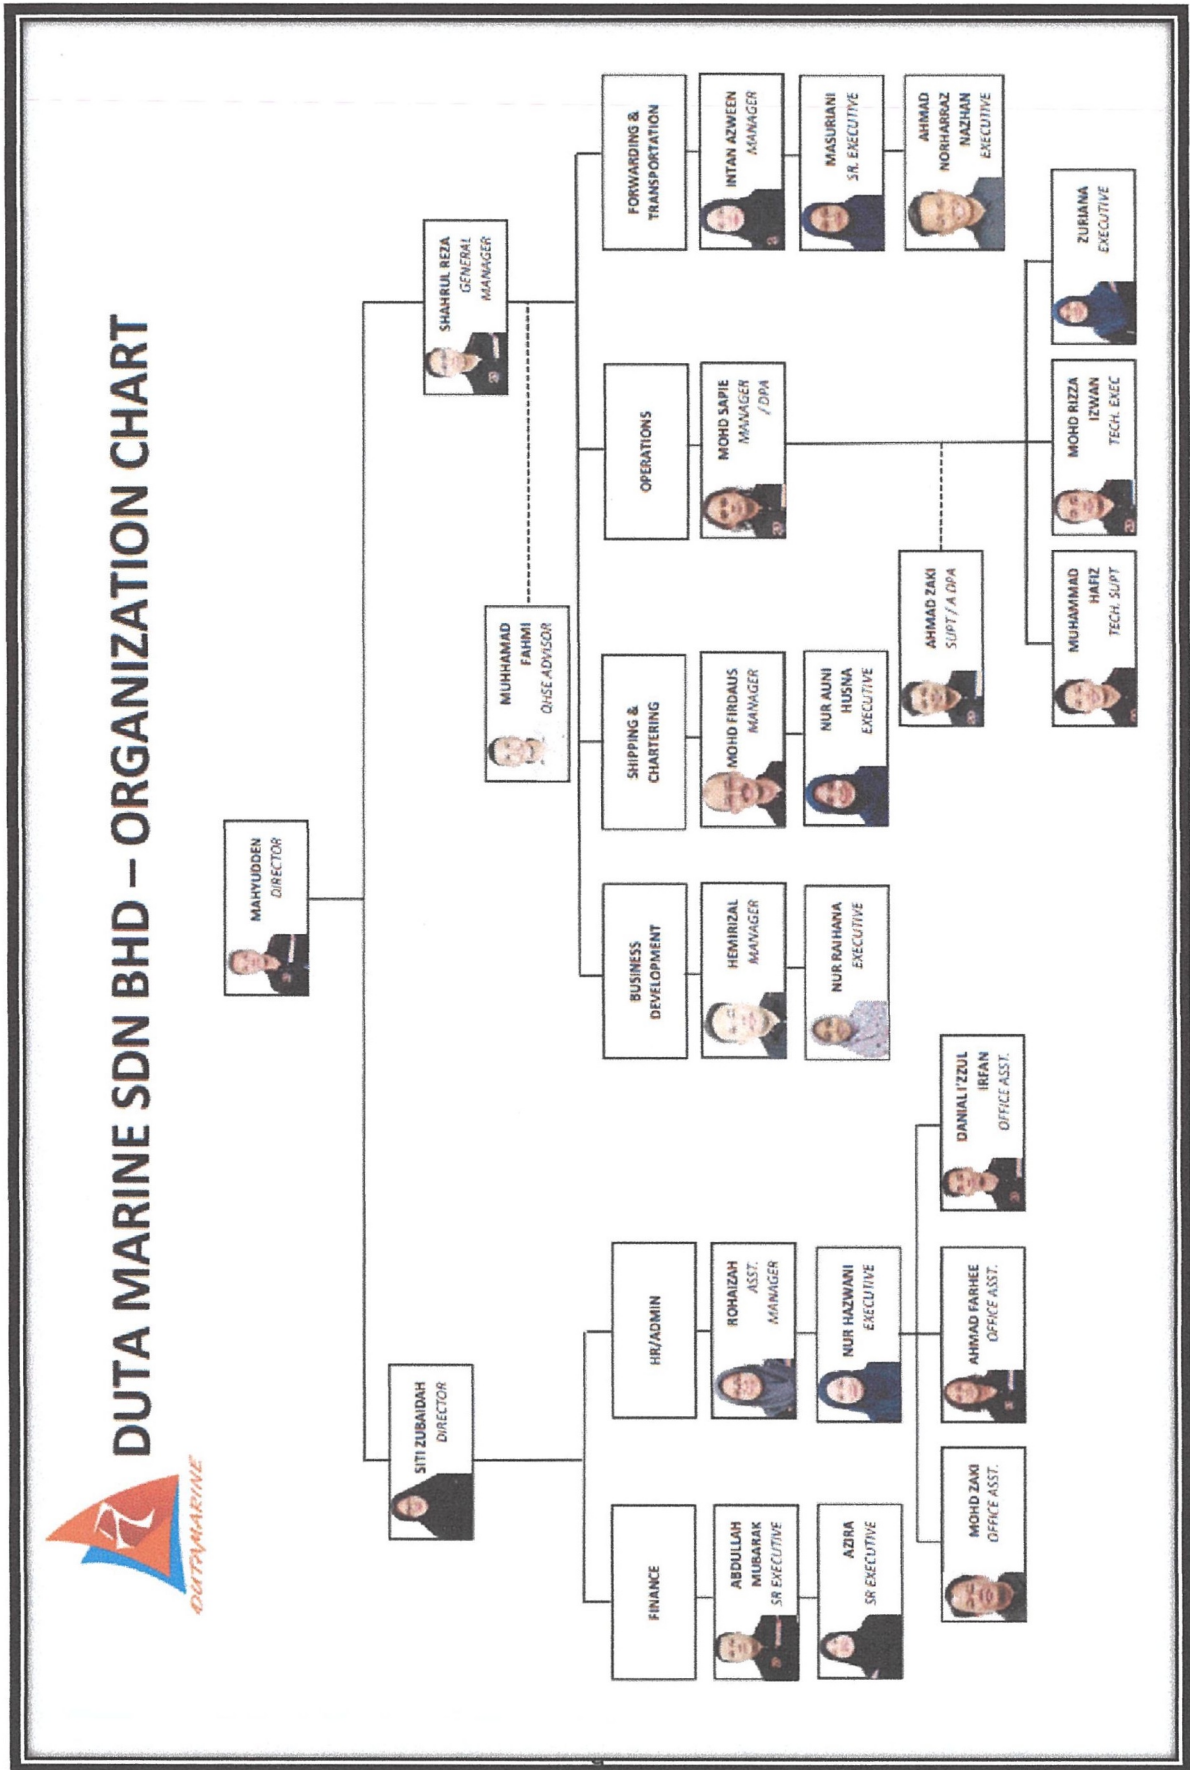 DUTA MARINE SDN BHD – ORGANIZATION CHART
DUTAMARINE
MAHYUDDEN
DIRECTOR
SITI ZUBAIDAH
DIRECTOR
SHAHRUL REZA
GENERAL
MANAGER
MUHHAMAD
FAHMI
QHSE ADVISOR
FINANCE
HR/ADMIN
BUSINESS
DEVELOPMENT
SHIPPING &
CHARTERING
OPERATIONS
FORWARDING &
TRANSPORTATION
ABDULLAH
MUBARAK
SR EXECUTIVE
ROHAIZAH
ASST.
MANAGER
HEMIRIZAL
MANAGER
MOHD FIRDAUS
MANAGER
MOHD SAPIE
MANAGER
/ DPA
INTAN AZWEEN
MANAGER
AZIRA
SR EXECUTIVE
NUR HAZWANI
EXECUTIVE
NUR RAIHANA
EXECUTIVE
NUR AUNI
HUSNA
EXECUTIVE
MASURIANI
SR. EXECUTIVE
AHMAD ZAKI
SUPT / A DPA
AHMAD
NORHARRAZ
NAZHAN
EXECUTIVE
MOHD ZAKI
OFFICE ASST.
AHMAD FARHEE
OFFICE ASST.
DANIALI'ZZUL
IRFAN
OFFICE ASST.
MUHAMMAD
HAFIZ
TECH. SUPT
MOHD RIZZA
IZWAN
TECH. EXEC
ZURIANA
EXECUTIVE